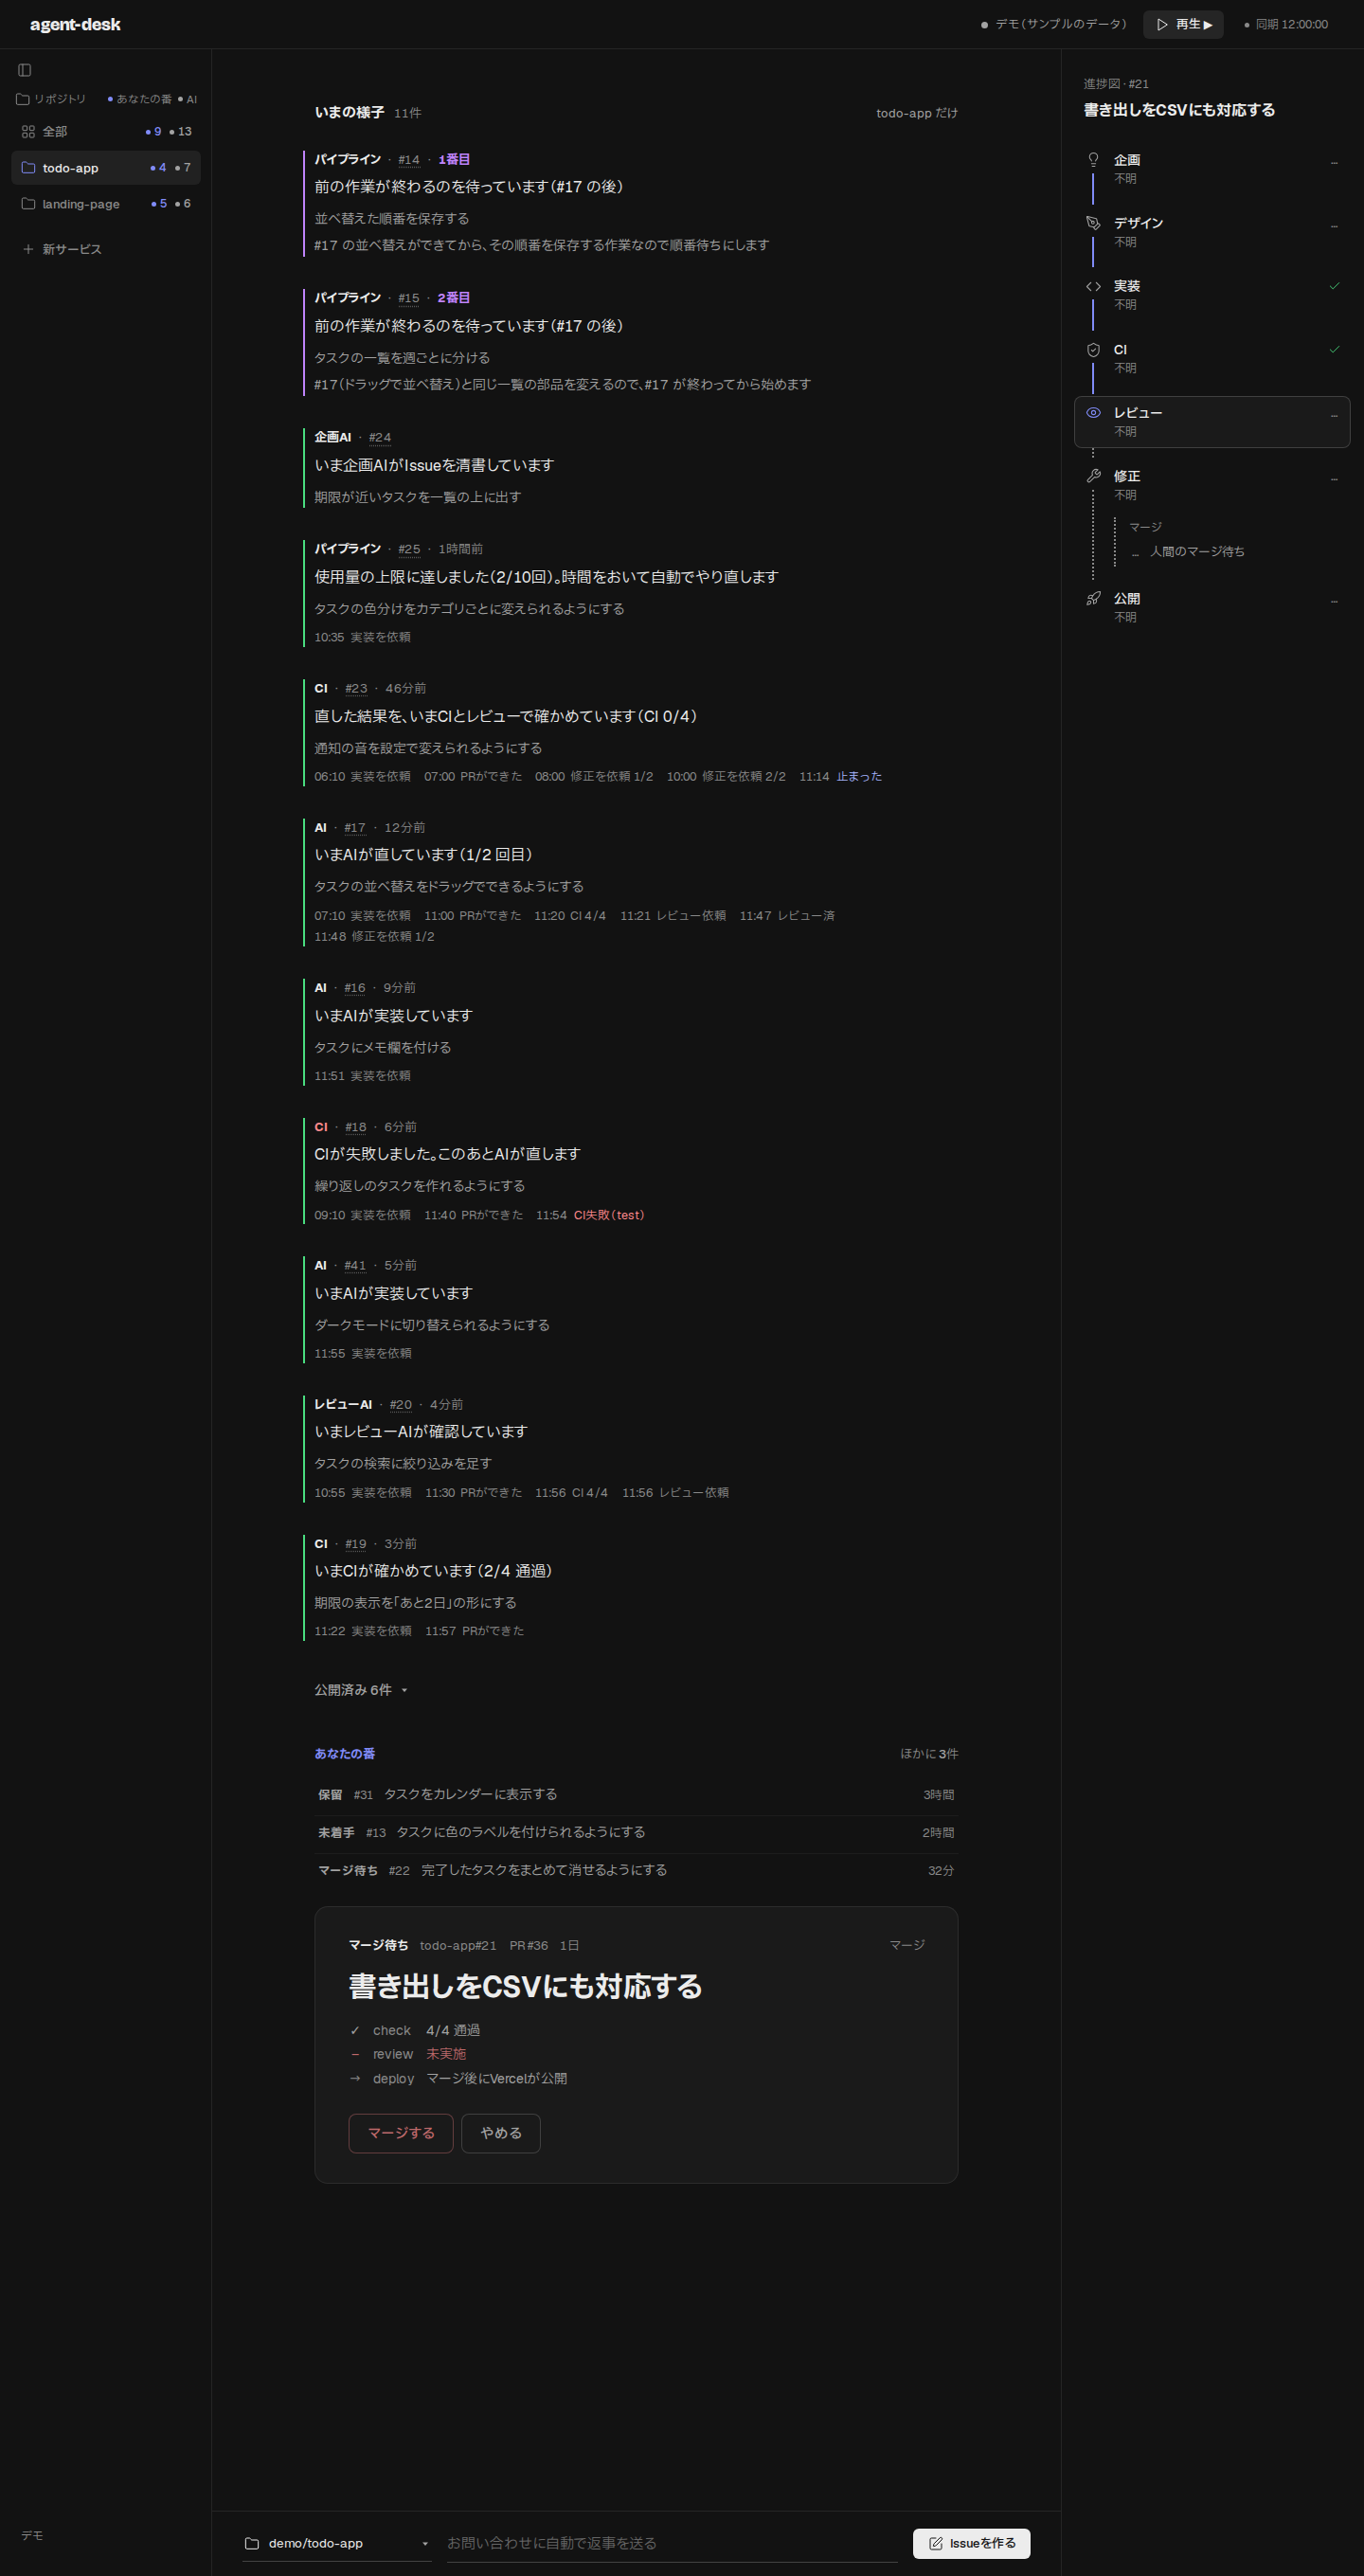 agent-desk
デモ（サンプルのデータ）
再生 ▶
同期 12:00:00
リポジトリ
あなたの番 AI
全部 9 13
todo-app 4 7
landing-page 5 6
新サービス
デモ
いまの様子 11件
todo-app だけ
パイプライン · #14 · 1番目
前の作業が終わるのを待っています（#17 の後）
並べ替えた順番を保存する
#17 の並べ替えができてから、その順番を保存する作業なので順番待ちにします
パイプライン · #15 · 2番目
前の作業が終わるのを待っています（#17 の後）
タスクの一覧を週ごとに分ける
#17（ドラッグで並べ替え）と同じ一覧の部品を変えるので、#17 が終わってから始めます
企画AI · #24
いま企画AIがIssueを清書しています
期限が近いタスクを一覧の上に出す
パイプライン · #25 · 1時間前
使用量の上限に達しました（2/10回）。時間をおいて自動でやり直します
タスクの色分けをカテゴリごとに変えられるようにする
10:35 実装を依頼
CI · #23 · 46分前
直した結果を、いまCIとレビューで確かめています（CI 0/4）
通知の音を設定で変えられるようにする
06:10 実装を依頼 07:00 PRができた 08:00 修正を依頼 1/2 10:00 修正を依頼 2/2 11:14 止まった
AI · #17 · 12分前
いまAIが直しています（1/2 回目）
タスクの並べ替えをドラッグでできるようにする
07:10 実装を依頼 11:00 PRができた 11:20 CI 4/4 11:21 レビュー依頼 11:47 レビュー済
11:48 修正を依頼 1/2
AI · #16 · 9分前
いまAIが実装しています
タスクにメモ欄を付ける
11:51 実装を依頼
CI · #18 · 6分前
CIが失敗しました。このあとAIが直します
繰り返しのタスクを作れるようにする
09:10 実装を依頼 11:40 PRができた 11:54 CI失敗（test）
AI · #41 · 5分前
いまAIが実装しています
ダークモードに切り替えられるようにする
11:55 実装を依頼
レビューAI · #20 · 4分前
いまレビューAIが確認しています
タスクの検索に絞り込みを足す
10:55 実装を依頼 11:30 PRができた 11:56 CI 4/4 11:56 レビュー依頼
CI · #19 · 3分前
いまCIが確かめています（2/4 通過）
期限の表示を「あと2日」の形にする
11:22 実装を依頼 11:57 PRができた
公開済み 6件
あなたの番
ほかに 3件
保留 #31 タスクをカレンダーに表示する 3時間
未着手 #13 タスクに色のラベルを付けられるようにする 2時間
マージ待ち #22 完了したタスクをまとめて消せるようにする 32分
マージ待ち todo-app#21 PR #36 1日
マージ
書き出しをCSVにも対応する
✓ check 4/4 通過
– review 未実施
→ deploy マージ後にVercelが公開
マージする
やめる
demo/todo-app
お問い合わせに自動で返事を送る
Issueを作る
進捗図 · #21
書き出しをCSVにも対応する
企画 …
不明
デザイン …
不明
実装 ✓
不明
CI ✓
不明
レビュー …
不明
修正 …
不明
マージ
… 人間のマージ待ち
公開 …
不明